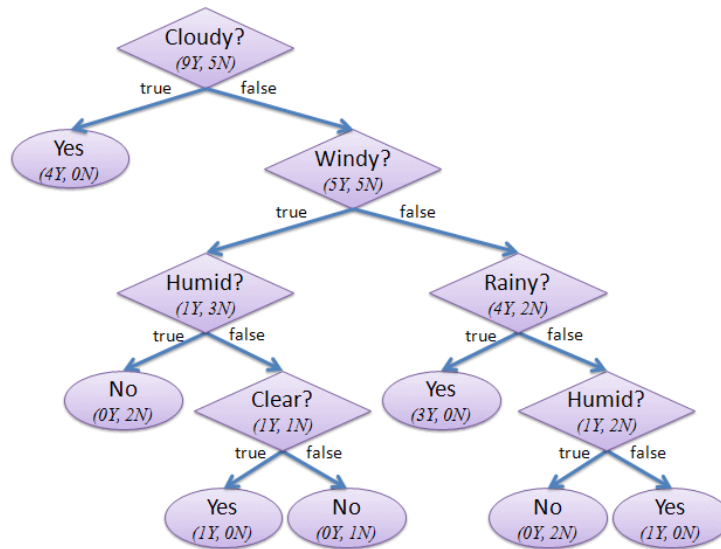 Cloudy?
(9Y, 5N)
true
false
Yes
(4Y, 0N)
Windy?
(5Y, 5N)
true
false
Humid?
(1Y, 3N)
Rainy?
(4Y, 2N)
true
false
true
false
No
(0Y, 2N)
Clear?
(1Y, 1N)
Yes
(3Y, 0N)
Humid?
(1Y, 2N)
true
false
true
false
Yes
(1Y, 0N)
No
(0Y, 1N)
No
(0Y, 2N)
Yes
(1Y, 0N)